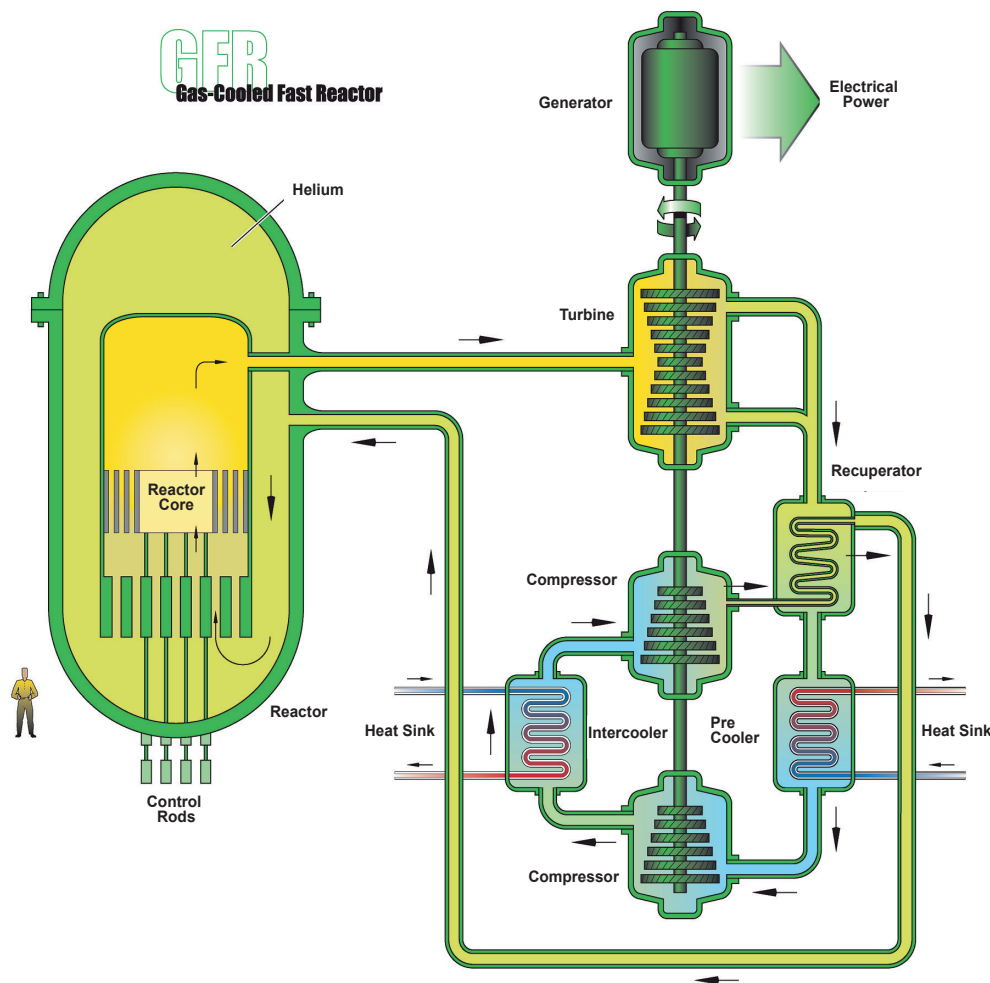 GFR
Gas-Cooled Fast Reactor
Generator
Electrical
Power
Helium
Turbine
Reactor
Core
Recuperator
Compressor
Reactor
Heat Sink
Intercooler
Pre
Cooler
Heat Sink
Control
Rods
Compressor